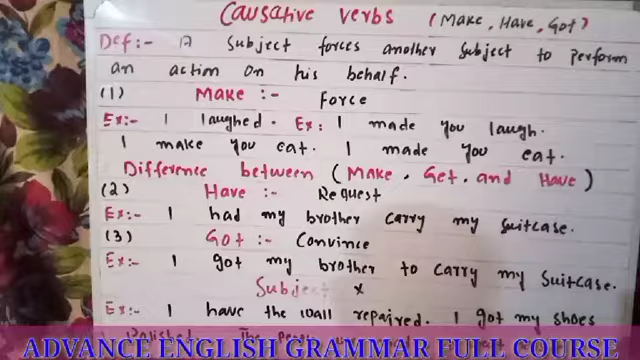 Causative Verbs (Make, Have, Got)
Def:- A subject forces another subject to perform
an action on his behalf.
(1) Make :- Force
Ex:- I laughed. Ex: I made you laugh.
I make you eat. I made you eat.
Difference between (Make, Get, and Have)
(2) Have :- Request
Ex:- I had my brother carry my suitcase.
(3) Got :- Convince
Ex:- I got my brother to carry my suitcase.
Subject x
Ex:- I have the wall repaired. I got my shoes
Polished. The
ADVANCE ENGLISH GRAMMAR FULL COURSE